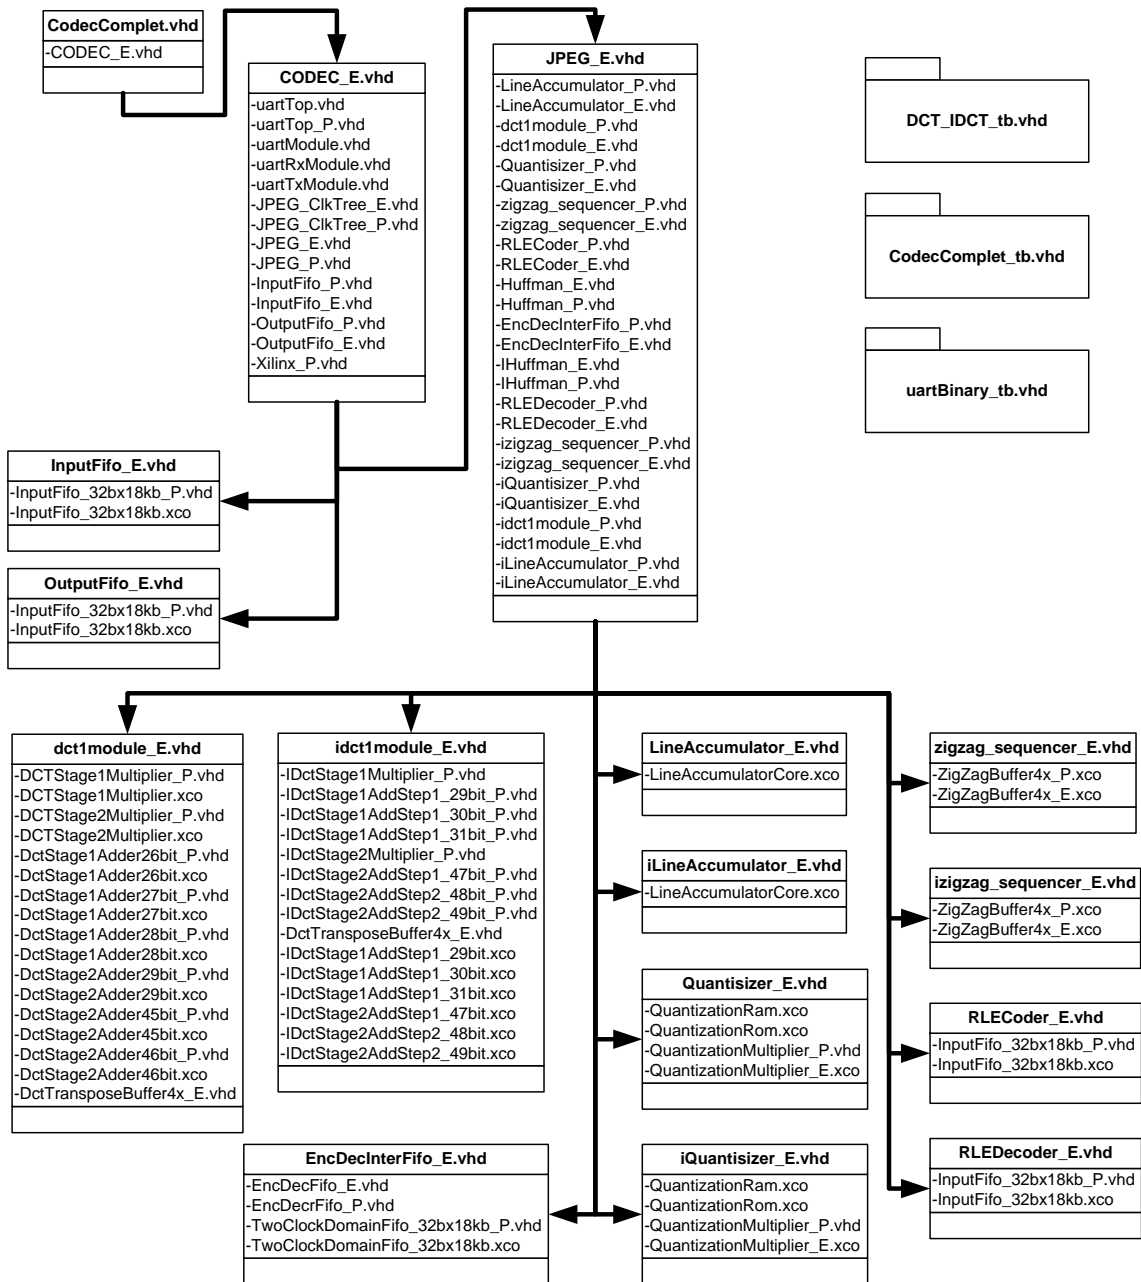 CodecComplet.vhd
-CODEC_E.vhd
CODEC_E.vhd
-uartTop.vhd
-uartTop_P.vhd
-uartModule.vhd
-uartRxModule.vhd
-uartTxModule.vhd
-JPEG_ClkTree_E.vhd
-JPEG_ClkTree_P.vhd
-JPEG_E.vhd
-JPEG_P.vhd
-InputFifo_P.vhd
-InputFifo_E.vhd
-OutputFifo_P.vhd
-OutputFifo_E.vhd
-Xilinx_P.vhd
JPEG_E.vhd
-LineAccumulator_P.vhd
-LineAccumulator_E.vhd
-dct1module_P.vhd
-dct1module_E.vhd
-Quantisizer_P.vhd
-Quantisizer_E.vhd
-zigzag_sequencer_P.vhd
-zigzag_sequencer_E.vhd
-RLECoder_P.vhd
-RLECoder_E.vhd
-Huffman_E.vhd
-Huffman_P.vhd
-EncDecInterFifo_P.vhd
-EncDecInterFifo_E.vhd
-IHuffman_E.vhd
-IHuffman_P.vhd
-RLEDecoder_P.vhd
-RLEDecoder_E.vhd
-izigzag_sequencer_P.vhd
-izigzag_sequencer_E.vhd
-iQuantisizer_P.vhd
-iQuantisizer_E.vhd
-idct1module_P.vhd
-idct1module_E.vhd
-iLineAccumulator_P.vhd
-iLineAccumulator_E.vhd
DCT_IDCT_tb.vhd
CodecComplet_tb.vhd
uartBinary_tb.vhd
InputFifo_E.vhd
-InputFifo_32bx18kb_P.vhd
-InputFifo_32bx18kb.xco
OutputFifo_E.vhd
-InputFifo_32bx18kb_P.vhd
-InputFifo_32bx18kb.xco
dct1module_E.vhd
-DCTStage1Multiplier_P.vhd
-DCTStage1Multiplier.xco
-DCTStage2Multiplier_P.vhd
-DCTStage2Multiplier.xco
-DctStage1Adder26bit_P.vhd
-DctStage1Adder26bit.xco
-DctStage1Adder27bit_P.vhd
-DctStage1Adder27bit.xco
-DctStage1Adder28bit_P.vhd
-DctStage1Adder28bit.xco
-DctStage2Adder29bit_P.vhd
-DctStage2Adder29bit.xco
-DctStage2Adder45bit_P.vhd
-DctStage2Adder45bit.xco
-DctStage2Adder46bit_P.vhd
-DctStage2Adder46bit.xco
-DctTransposeBuffer4x_E.vhd
idct1module_E.vhd
-IDctStage1Multiplier_P.vhd
-IDctStage1AddStep1_29bit_P.vhd
-IDctStage1AddStep1_30bit_P.vhd
-IDctStage1AddStep1_31bit_P.vhd
-IDctStage2Multiplier_P.vhd
-IDctStage2AddStep1_47bit_P.vhd
-IDctStage2AddStep2_48bit_P.vhd
-IDctStage2AddStep2_49bit_P.vhd
-DctTransposeBuffer4x_E.vhd
-IDctStage1AddStep1_29bit.xco
-IDctStage1AddStep1_30bit.xco
-IDctStage1AddStep1_31bit.xco
-IDctStage2AddStep1_47bit.xco
-IDctStage2AddStep2_48bit.xco
-IDctStage2AddStep2_49bit.xco
LineAccumulator_E.vhd
-LineAccumulatorCore.xco
iLineAccumulator_E.vhd
-LineAccumulatorCore.xco
Quantisizer_E.vhd
-QuantizationRam.xco
-QuantizationRom.xco
-QuantizationMultiplier_P.vhd
-QuantizationMultiplier_E.xco
zigzag_sequencer_E.vhd
-ZigZagBuffer4x_P.xco
-ZigZagBuffer4x_E.xco
izigzag_sequencer_E.vhd
-ZigZagBuffer4x_P.xco
-ZigZagBuffer4x_E.xco
RLECoder_E.vhd
-InputFifo_32bx18kb_P.vhd
-InputFifo_32bx18kb.xco
RLEDecoder_E.vhd
-InputFifo_32bx18kb_P.vhd
-InputFifo_32bx18kb.xco
EncDecInterFifo_E.vhd
-EncDecFifo_E.vhd
-EncDecrFifo_P.vhd
-TwoClockDomainFifo_32bx18kb_P.vhd
-TwoClockDomainFifo_32bx18kb.xco
iQuantisizer_E.vhd
-QuantizationRam.xco
-QuantizationRom.xco
-QuantizationMultiplier_P.vhd
-QuantizationMultiplier_E.xco